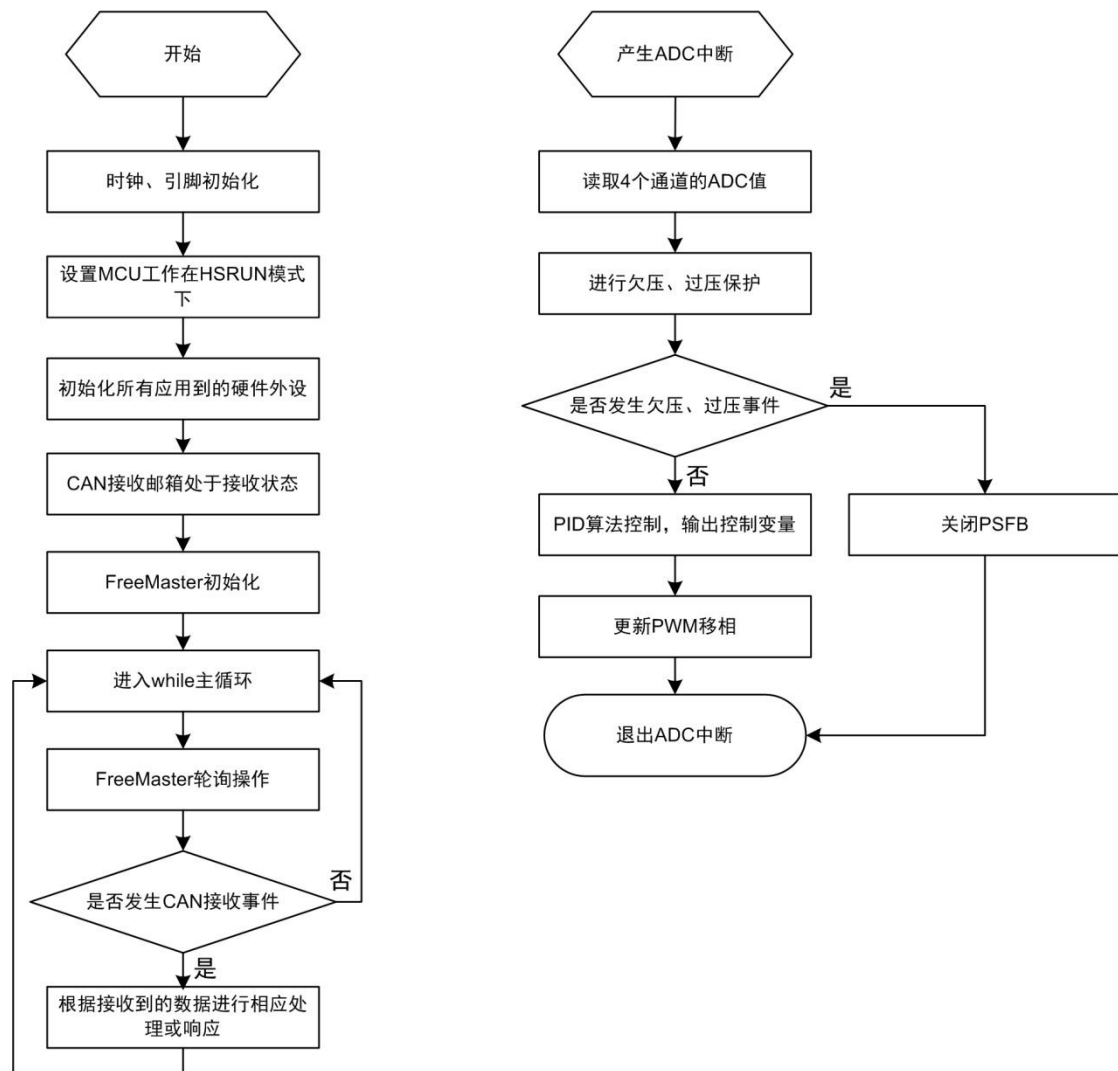 开始
时钟、引脚初始化
设置MCU工作在HSRUN模式
下
初始化所有应用到的硬件外设
CAN接收邮箱处于接收状态
FreeMaster初始化
进入while主循环
FreeMaster轮询操作
是否发生CAN接收事件
否
是
根据接收到的数据进行相应处
理或响应
产生ADC中断
读取4个通道的ADC值
进行欠压、过压保护
是否发生欠压、过压事件
是
否
PID算法控制，输出控制变量
关闭PSFB
更新PWM移相
退出ADC中断